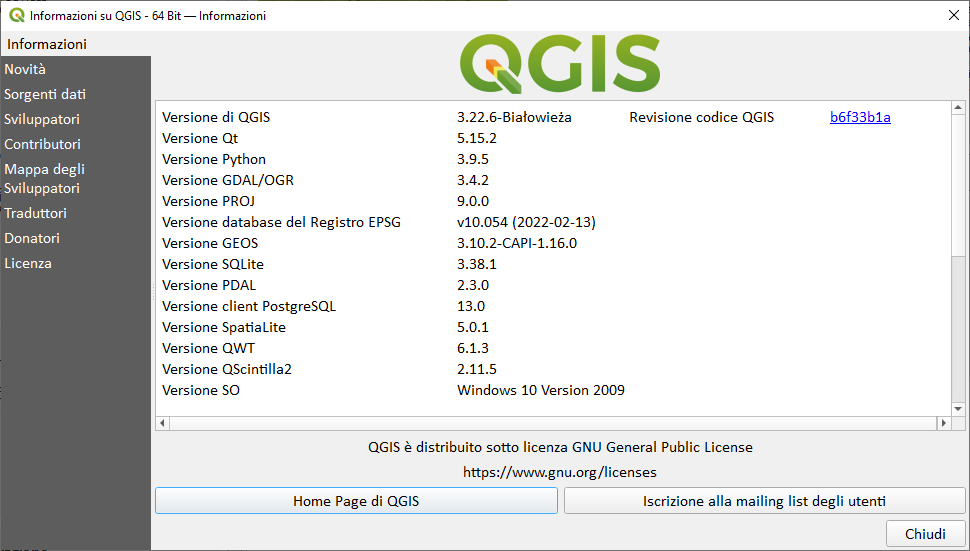 Informazioni su QGIS - 64 Bit — Informazioni
Informazioni
Novità
Sorgenti dati
Sviluppatori
Contributori
Mappa degli
Sviluppatori
Traduttori
Donatori
Licenza
QGIS
Versione di QGIS 3.22.6-Białowieża Revisione codice QGIS b6f33b1a
Versione Qt 5.15.2
Versione Python 3.9.5
Versione GDAL/OGR 3.4.2
Versione PROJ 9.0.0
Versione database del Registro EPSG v10.054 (2022-02-13)
Versione GEOS 3.10.2-CAPI-1.16.0
Versione SQLite 3.38.1
Versione PDAL 2.3.0
Versione client PostgreSQL 13.0
Versione SpatiaLite 5.0.1
Versione QWT 6.1.3
Versione QScintilla2 2.11.5
Versione SO Windows 10 Version 2009
QGIS è distribuito sotto licenza GNU General Public License
https://www.gnu.org/licenses
Home Page di QGIS
Iscrizione alla mailing list degli utenti
Chiudi